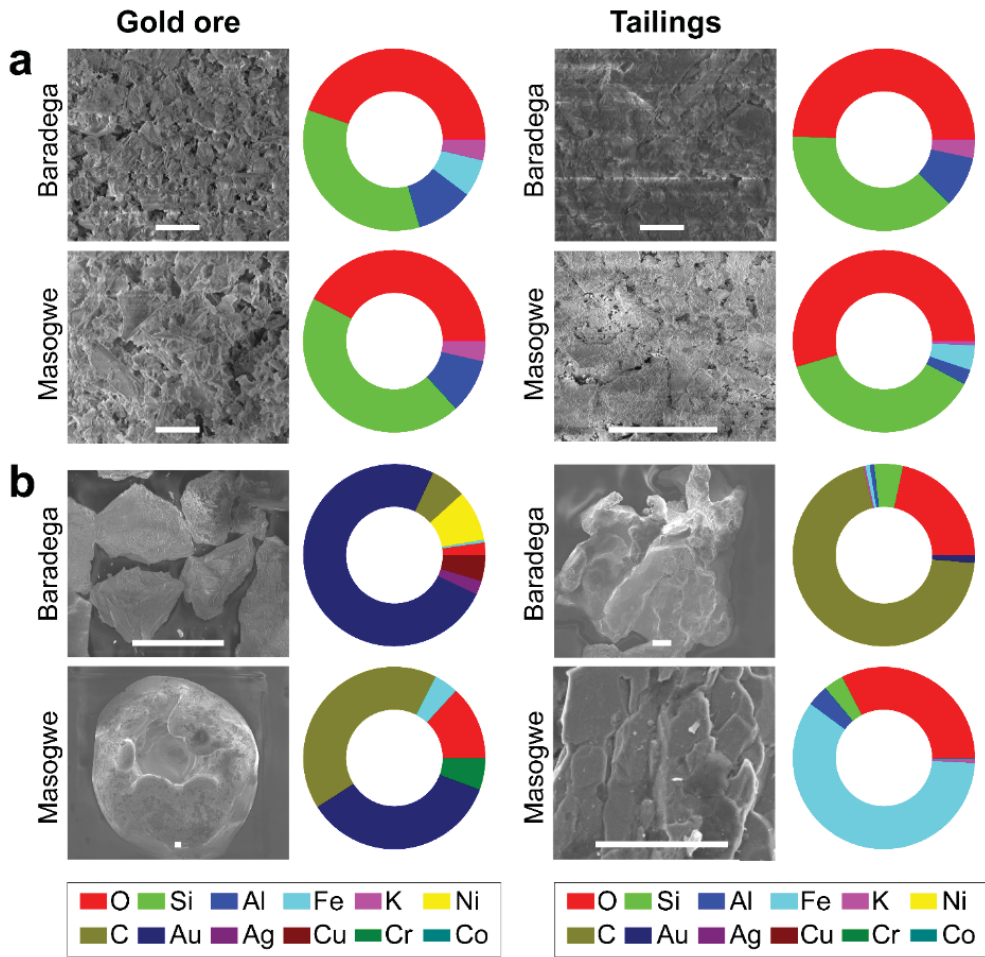 Gold ore
Tailings
a
Baradega
Baradega
Masogwe
Masogwe
b
Baradega
Baradega
Masogwe
Masogwe
O Si Al Fe K Ni
C Au Ag Cu Cr Co
O Si Al Fe K Ni
C Au Ag Cu Cr Co